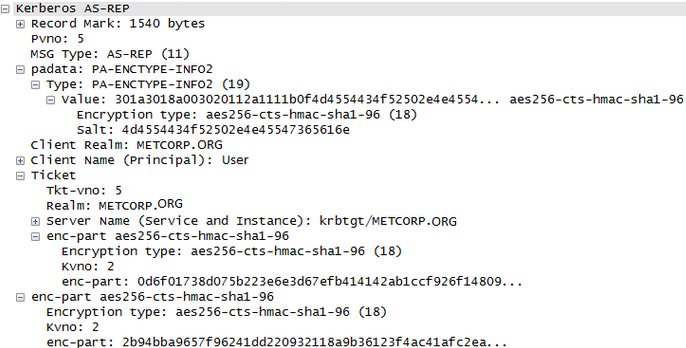 Kerberos AS-REP
Record Mark: 1540 bytes
Pvno: 5
MSG Type: AS-REP (11)
padata: PA-ENCTYPE-INFO2
Type: PA-ENCTYPE-INFO2 (19)
Value: 301a3018a003020112a1111b0f4d4554434f52502e4e4554... aes256-cts-hmac-sha1-96
Encryption type: aes256-cts-hmac-sha1-96 (18)
Salt: 4d4554434f52502e4e45547365616e
Client Realm: METCORP.ORG
Client Name (Principal): User
Ticket
Tkt-vno: 5
Realm: METCORP.ORG
Server Name (Service and Instance): krbtgt/METCORP.ORG
enc-part aes256-cts-hmac-sha1-96
Encryption type: aes256-cts-hmac-sha1-96 (18)
Kvno: 2
enc-part: 0d6f01738d075b223e6e3d67efb414142ab1ccf926f14809...
enc-part aes256-cts-hmac-sha1-96
Encryption type: aes256-cts-hmac-sha1-96 (18)
Kvno: 2
enc-part: 2b94bba9657f96241dd220932118a9b36123f4ac41afc2ea...